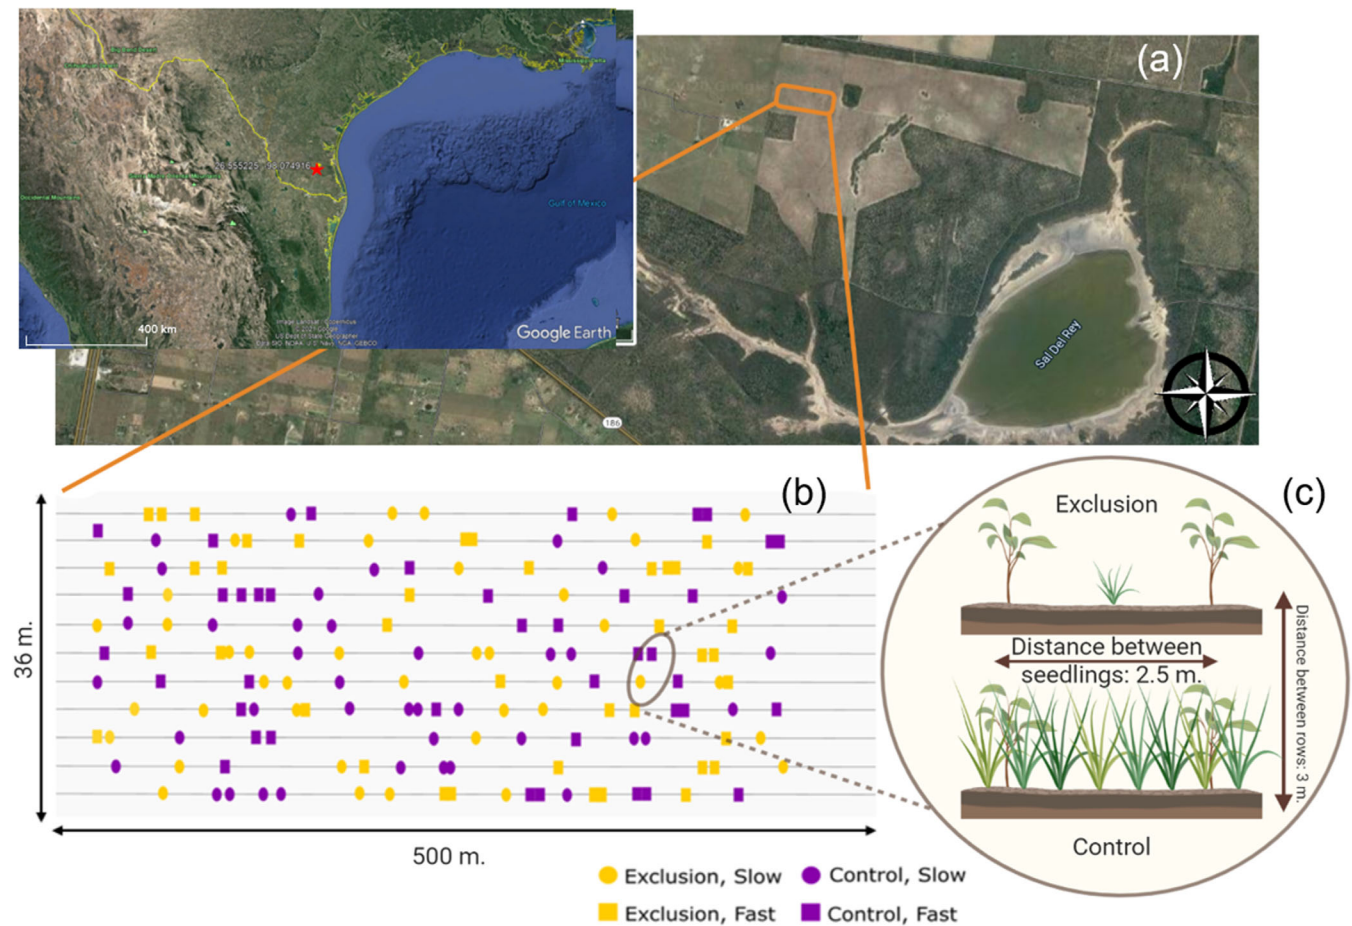 (a)
Gulf of Mexico
400 km
Google Earth
Sal Del Rey
186
(b)
(c)
36 m.
500 m.
Exclusion
Distance between
seedlings: 2.5 m.
Distance between rows: 3 m.
Control
Exclusion, Slow
Control, Slow
Exclusion, Fast
Control, Fast